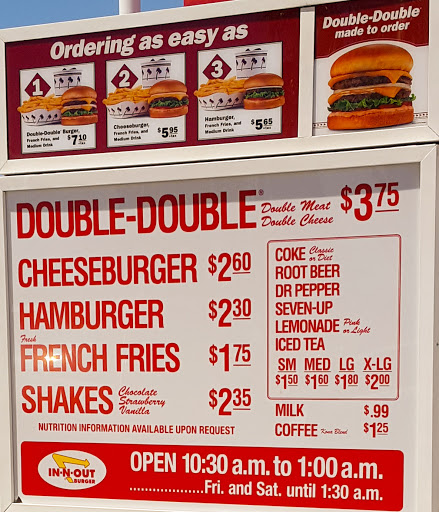 Ordering as easy as
Double-Double®
made to order
1
Double-Double® Burger,
French Fries, and
Medium Drink
$7.10
2
Cheeseburger,
French Fries, and
Medium Drink
$5.95
3
Hamburger,
French Fries, and
Medium Drink
$5.65
DOUBLE-DOUBLE® Double Meat Double Cheese $3.75
CHEESEBURGER $2.60
HAMBURGER $2.30
Fresh
FRENCH FRIES $1.75
SHAKES Chocolate Strawberry Vanilla $2.35
NUTRITION INFORMATION AVAILABLE UPON REQUEST
COKE Classic or Diet
ROOT BEER
DR PEPPER
SEVEN-UP
LEMONADE Pink or Light
ICED TEA
SM MED LG X-LG
$1.50 $1.60 $1.80 $2.00
MILK $.99
COFFEE Kona Blend $1.25
IN-N-OUT
BURGER
OPEN 10:30 a.m. to 1:00 a.m.
..................Fri. and Sat. until 1:30 a.m.